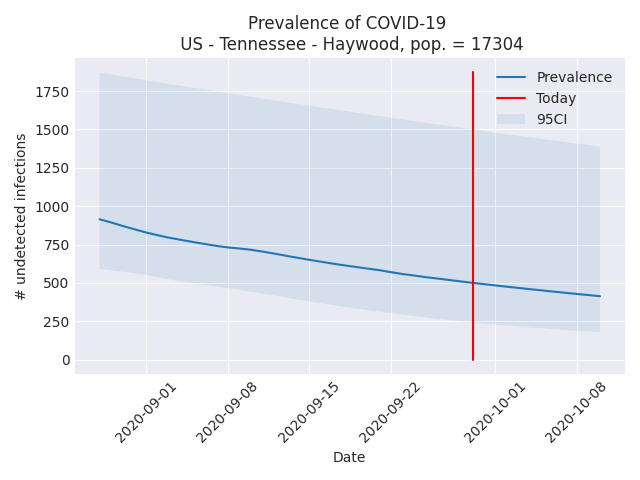 Prevalence of COVID-19
US - Tennessee - Haywood, pop. = 17304
Prevalence
Today
95CI
# undetected infections
1750
1500
1250
1000
750
500
250
0
2020-09-01
2020-09-08
2020-09-15
2020-09-22
2020-10-01
2020-10-08
Date